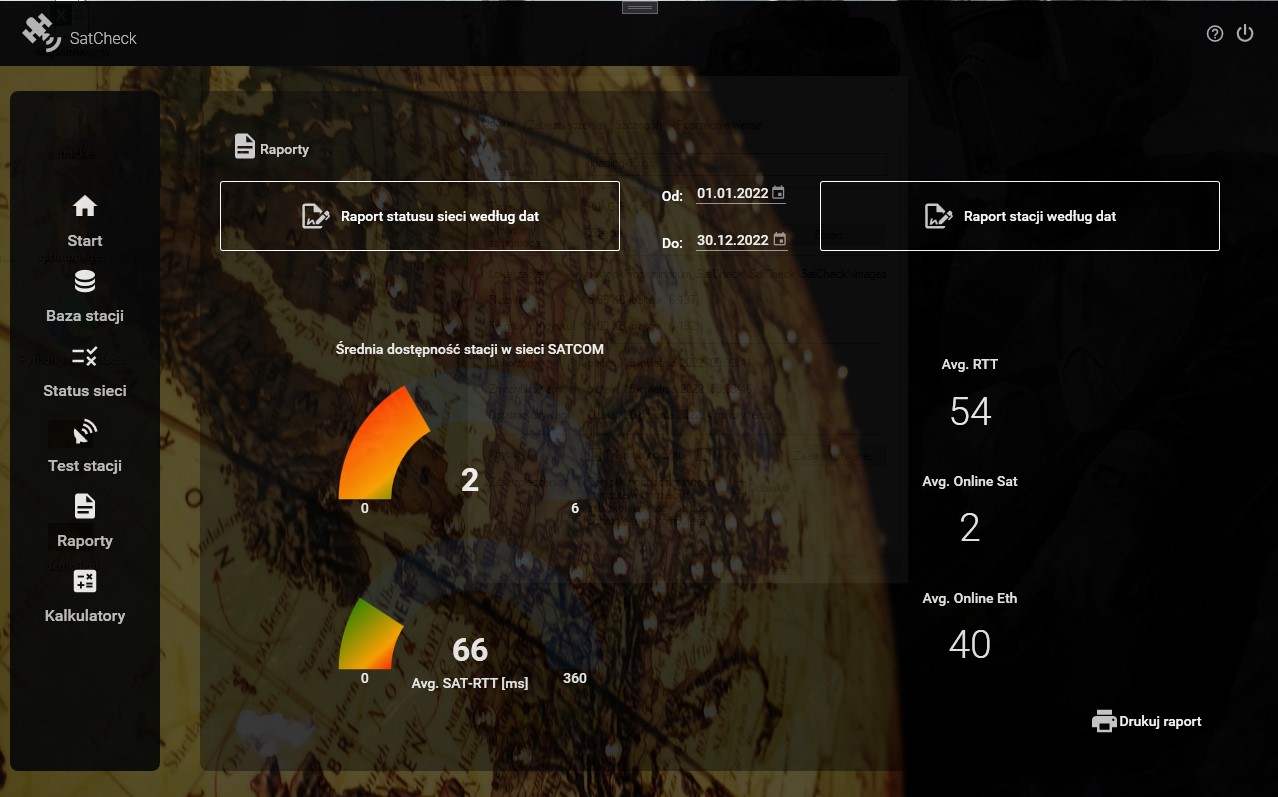 SatCheck
Start
Baza stacji
Status sieci
Test stacji
Raporty
Kalkulatory
Raporty
Raport statusu sieci według dat
Od: 01.01.2022
Do: 30.12.2022
Raport stacji według dat
Średnia dostępność stacji w sieci SATCOM
2
0
6
66
0
360
Avg. SAT-RTT [ms]
Avg. RTT
54
Avg. Online Sat
2
Avg. Online Eth
40
Drukuj raport